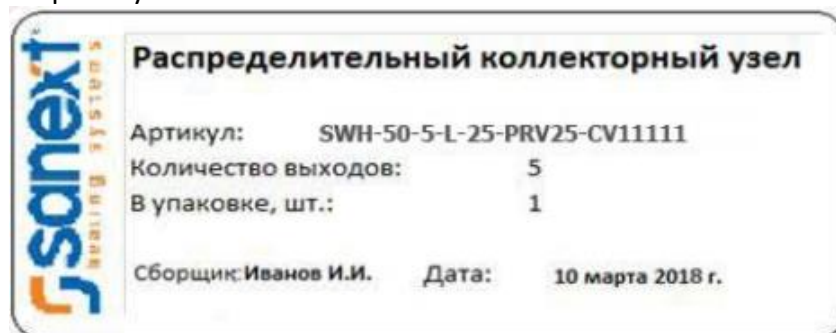 sanext
heating systems
Распределительный коллекторный узел
Артикул: SWH-50-5-L-25-PRV25-CV11111
Количество выходов: 5
В упаковке, шт.: 1
Сборщик: Иванов И.И. Дата: 10 марта 2018 г.